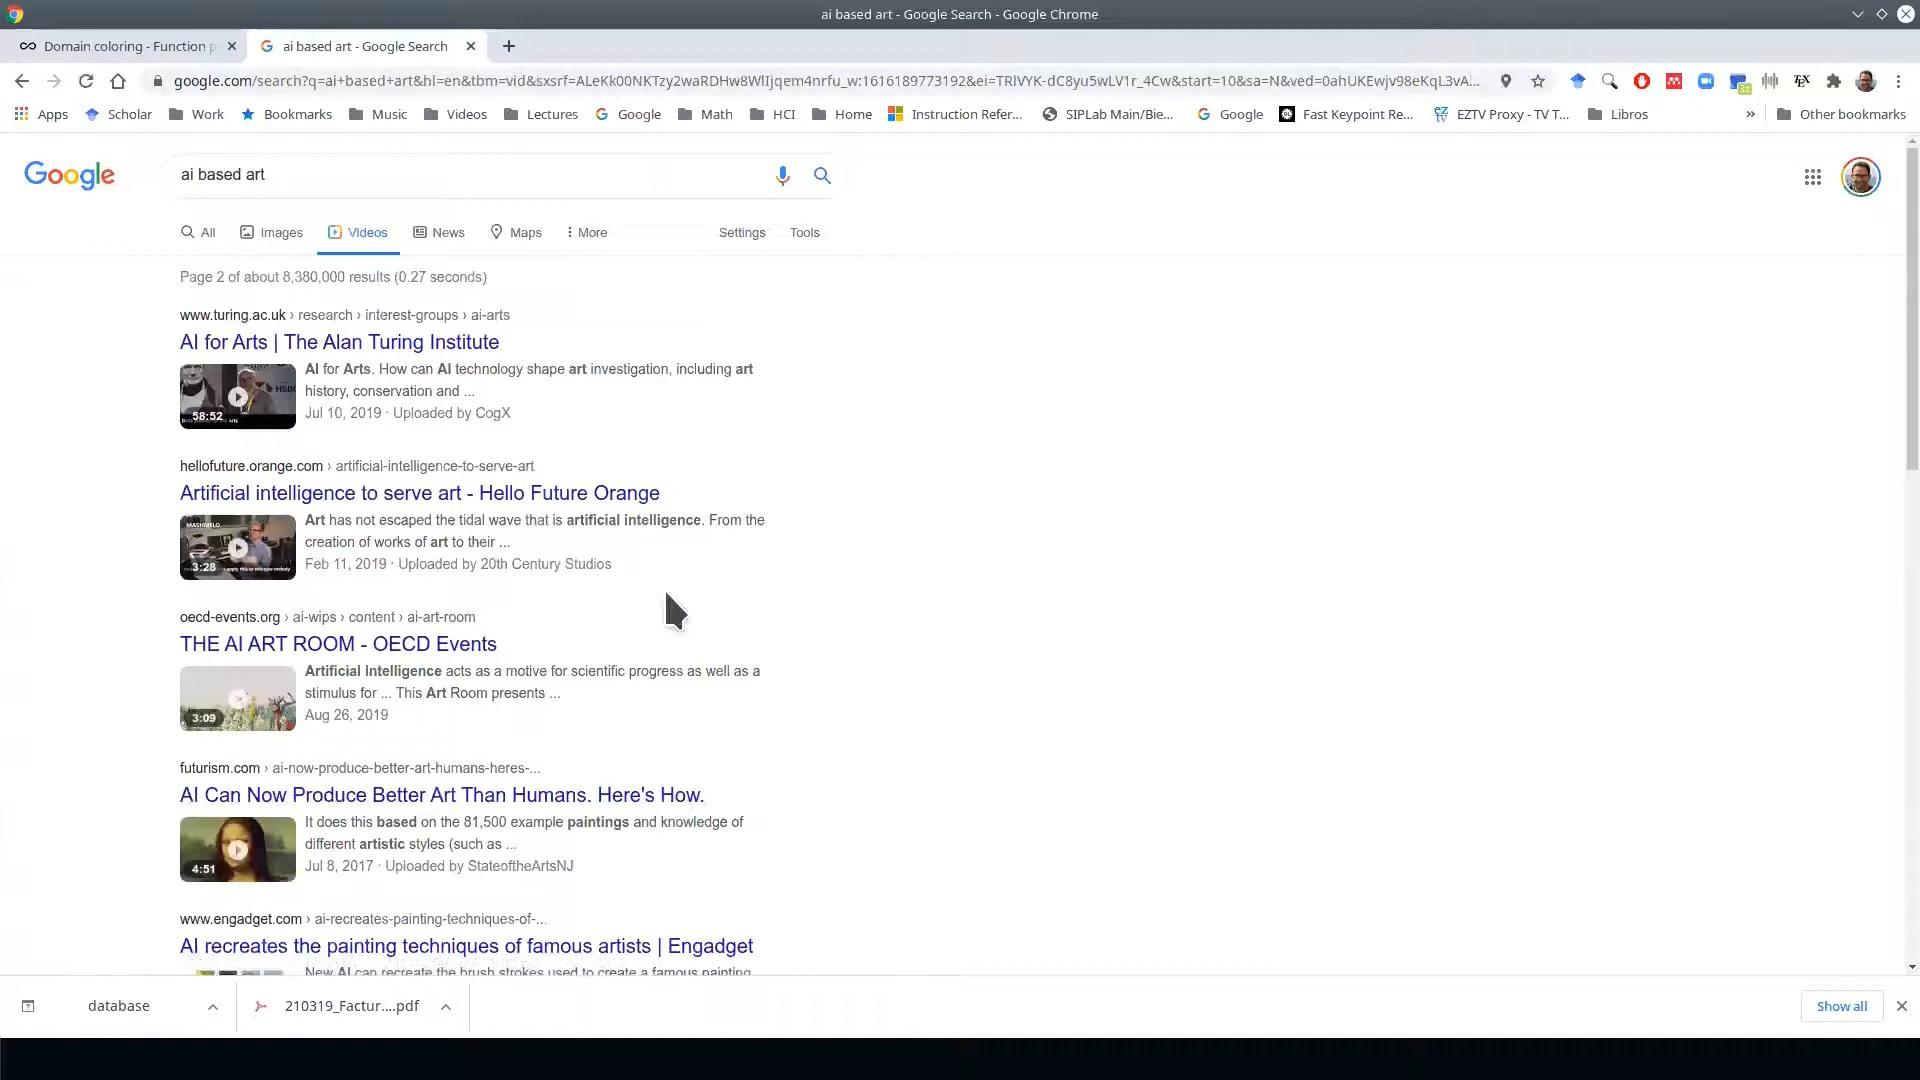 ai based art - Google Search - Google Chrome
Domain coloring - Function p
ai based art - Google Search
google.com/search?q=ai+based+art&hl=en&tbm=vid&sxsrf=ALeKk00NKTzy2waRDHw8WlIjqem4nrfu_w:1616189773192&ei=TRlVYK-dC8yu5wLV1r_4Cw&start=10&sa=N&ved=0ahUKEwjv98eKqL3vA...
Apps Scholar Work Bookmarks Music Videos Lectures Google Math HCI Home Instruction Refer... SIPLab Main/Bie... Google Fast Keypoint Re... EZTV Proxy - TV T... Libros » Other bookmarks
Google
ai based art
All Images Videos News Maps More Settings Tools
Page 2 of about 8,380,000 results (0.27 seconds)
www.turing.ac.uk › research › interest-groups › ai-arts
AI for Arts | The Alan Turing Institute
58:52
AI for Arts. How can AI technology shape art investigation, including art
history, conservation and ...
Jul 10, 2019 · Uploaded by CogX
hellofuture.orange.com › artificial-intelligence-to-serve-art
Artificial intelligence to serve art - Hello Future Orange
3:28
Art has not escaped the tidal wave that is artificial intelligence. From the
creation of works of art to their ...
Feb 11, 2019 · Uploaded by 20th Century Studios
oecd-events.org › ai-wips › content › ai-art-room
THE AI ART ROOM - OECD Events
3:09
Artificial Intelligence acts as a motive for scientific progress as well as a
stimulus for ... This Art Room presents ...
Aug 26, 2019
futurism.com › ai-now-produce-better-art-humans-heres-...
AI Can Now Produce Better Art Than Humans. Here's How.
4:51
It does this based on the 81,500 example paintings and knowledge of
different artistic styles (such as ...
Jul 8, 2017 · Uploaded by StateoftheArtsNJ
www.engadget.com › ai-recreates-painting-techniques-of-...
AI recreates the painting techniques of famous artists | Engadget
New AI can recreate the brush strokes used to create a famous painting
database
210319_Factur....pdf
Show all